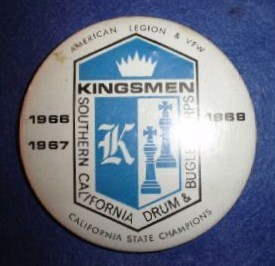 AMERICAN LEGION & VFW
KINGSMEN
1966
1967
1968
K
SOUTHERN CALIFORNIA DRUM & BUGLE CORPS
CALIFORNIA STATE CHAMPIONS